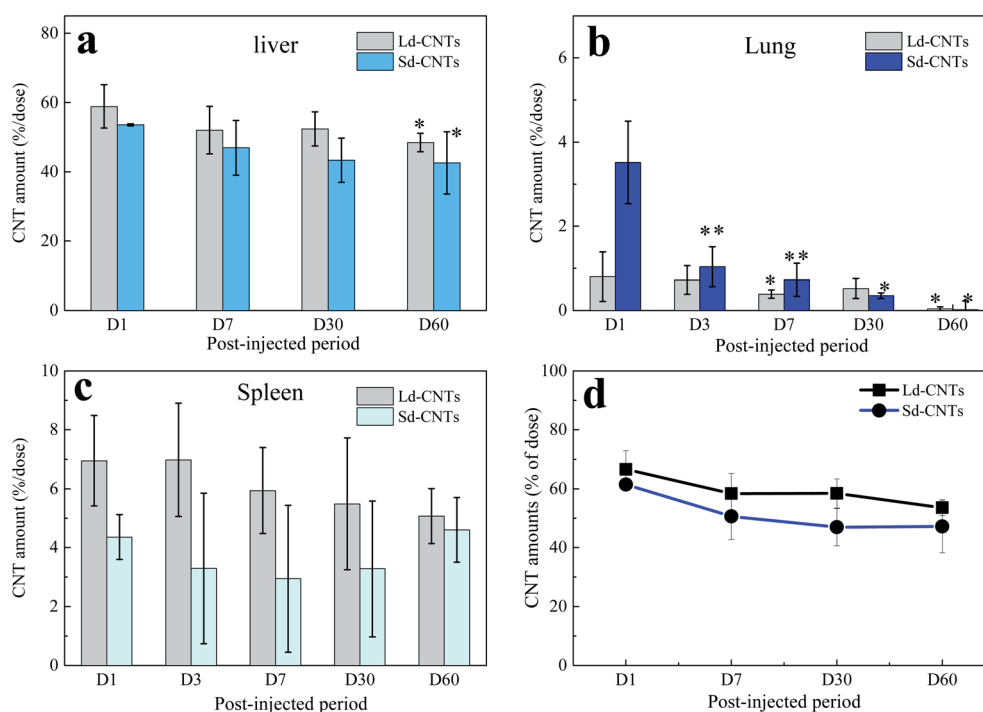 a
liver
Ld-CNTs
Sd-CNTs
CNT amount (%/dose)
80
60
40
20
0
* *
D1 D7 D30 D60
Post-injected period
b
Lung
Ld-CNTs
Sd-CNTs
CNT amount (%/dose)
6
4
2
0
** * ** * * *
D1 D3 D7 D30 D60
Post-injected period
c
Spleen
Ld-CNTs
Sd-CNTs
CNT amount (%/dose)
10
8
6
4
2
0
D1 D3 D7 D30 D60
Post-injected period
d
Ld-CNTs
Sd-CNTs
CNT amounts (% of dose)
100
80
60
40
20
0
D1 D7 D30 D60
Post-injected period